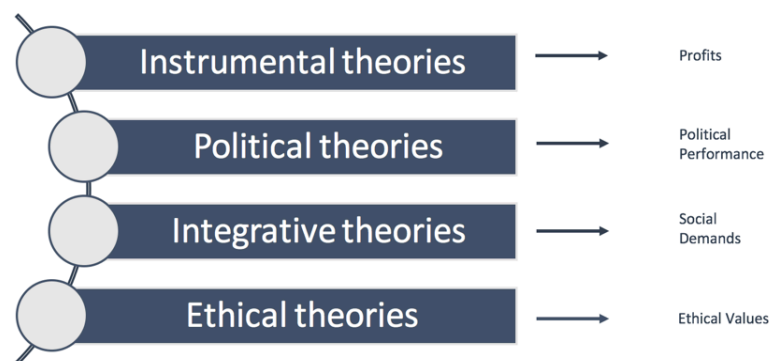 Instrumental theories
Profits
Political theories
Political
Performance
Integrative theories
Social
Demands
Ethical theories
Ethical Values